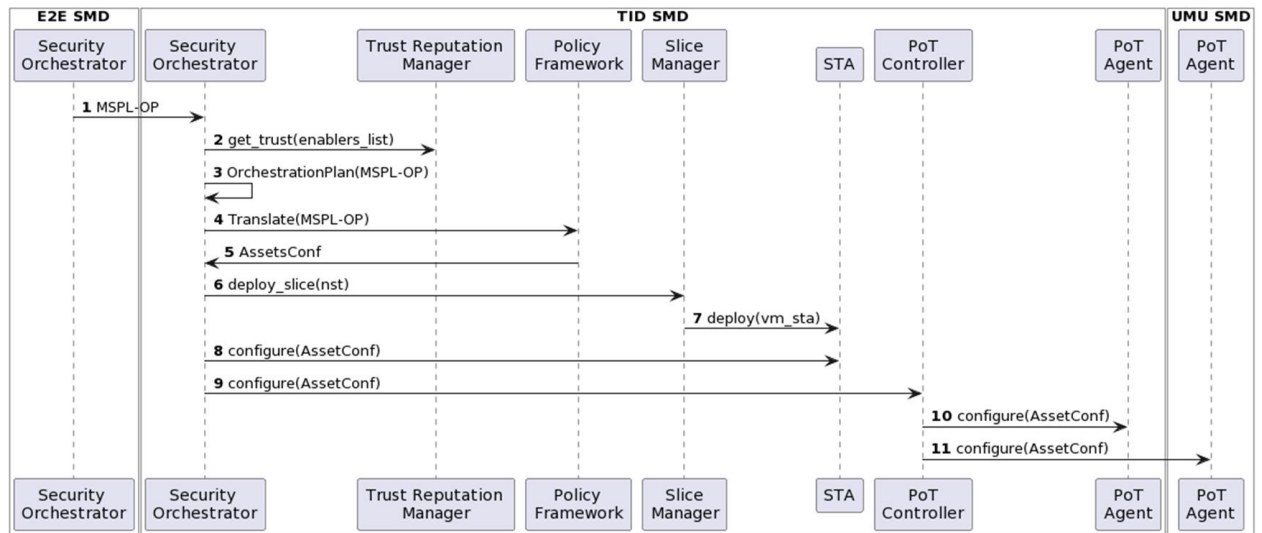 E2E SMD
TID SMD
UMU SMD
Security
Orchestrator
Security
Orchestrator
Trust Reputation
Manager
Policy
Framework
Slice
Manager
STA
PoT
Controller
PoT
Agent
PoT
Agent
1 MSPL-OP
2 get_trust(enablers_list)
3 OrchestrationPlan(MSPL-OP)
4 Translate(MSPL-OP)
5 AssetsConf
6 deploy_slice(nst)
7 deploy(vm_sta)
8 configure(AssetConf)
9 configure(AssetConf)
10 configure(AssetConf)
11 configure(AssetConf)
Security
Orchestrator
Security
Orchestrator
Trust Reputation
Manager
Policy
Framework
Slice
Manager
STA
PoT
Controller
PoT
Agent
PoT
Agent